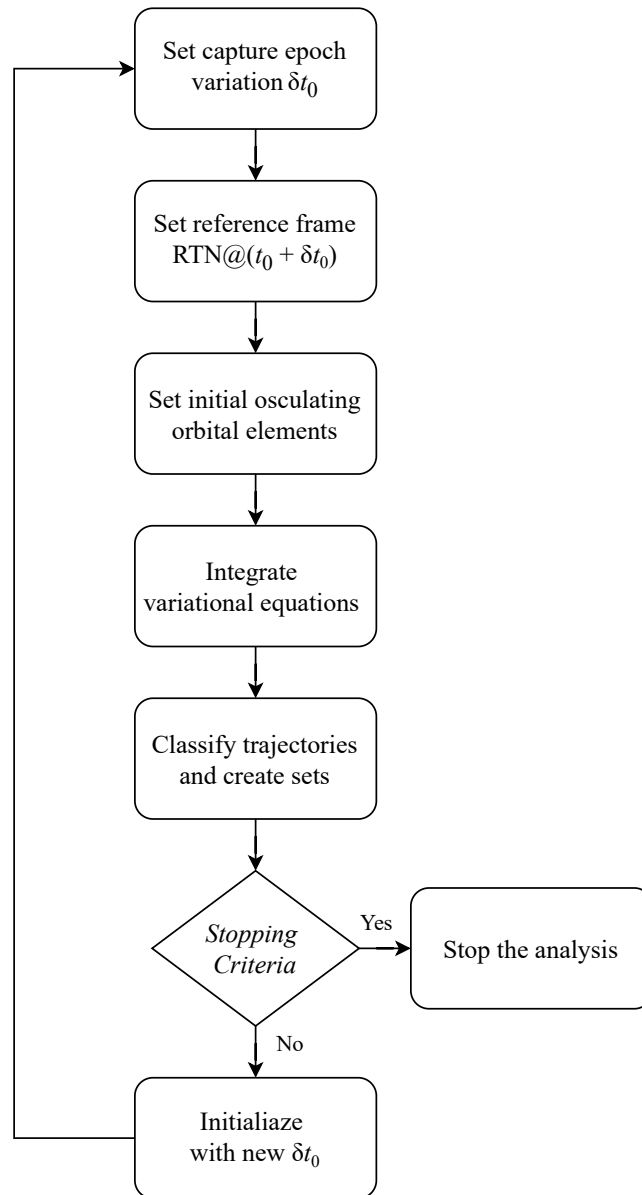 Set capture epoch
variation δt₀
Set reference frame
RTN@(t₀ + δt₀)
Set initial osculating
orbital elements
Integrate
variational equations
Classify trajectories
and create sets
Stopping
Criteria
Yes
Stop the analysis
No
Initialiaze
with new δt₀